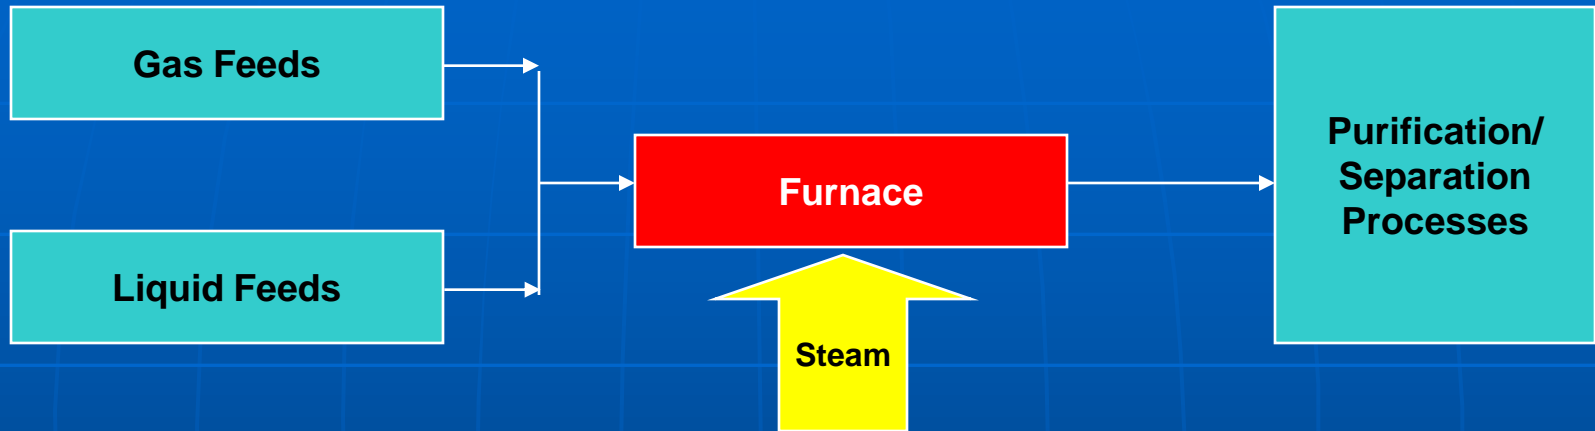 Gas Feeds
Liquid Feeds
Furnace
Steam
Purification/
Separation
Processes